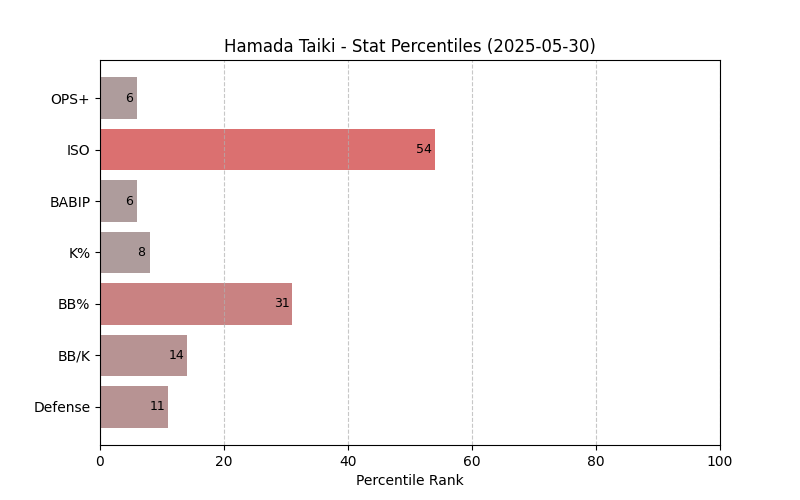 Hamada Taiki - Stat Percentiles (2025-05-30)
OPS+ 6
ISO 54
BABIP 6
K% 8
BB% 31
BB/K 14
Defense 11
0 20 40 60 80 100
Percentile Rank